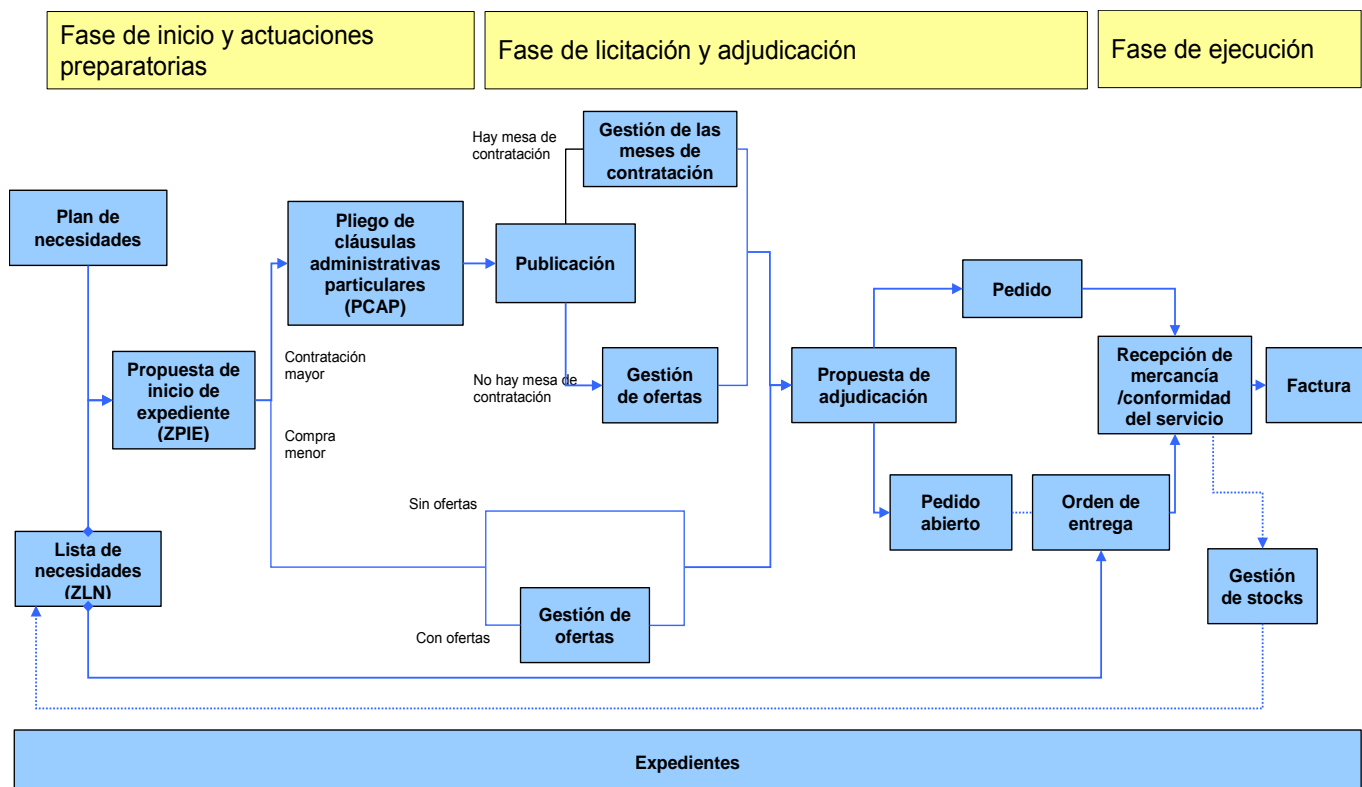 Fase de inicio y actuaciones
preparatorias
Fase de licitación y adjudicación
Fase de ejecución
Hay mesa de
contratación
Gestión de las
meses de
contratación
Plan de
necesidades
Pliego de
cláusulas
administrativas
particulares
(PCAP)
Publicación
Pedido
Propuesta de
inicio de
expediente
(ZPIE)
Contratación
mayor
No hay mesa de
contratación
Gestión
de ofertas
Propuesta de
adjudicación
Recepción de
mercancía
/conformidad
del servicio
Factura
Compra
menor
Sin ofertas
Pedido
abierto
Orden de
entrega
Lista de
necesidades
(ZLN)
Gestión
de stocks
Con ofertas
Gestión de
ofertas
Expedientes